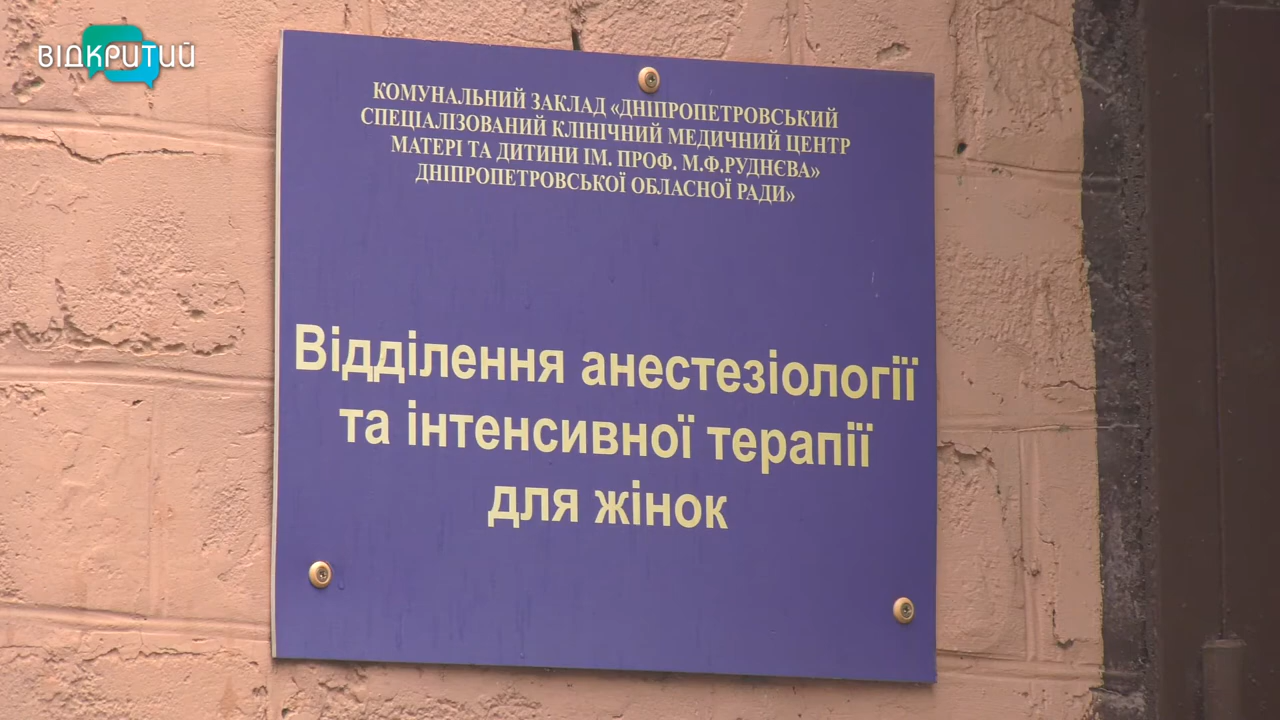 ВІДКРИТИЙ
КОМУНАЛЬНИЙ ЗАКЛАД «ДНІПРОПЕТРОВСЬКИЙ
СПЕЦІАЛІЗОВАНИЙ КЛІНІЧНИЙ МЕДИЧНИЙ ЦЕНТР
МАТЕРІ ТА ДИТИНИ ІМ. ПРОФ. М.Ф.РУДНЄВА»
ДНІПРОПЕТРОВСЬКОЇ ОБЛАСНОЇ РАДИ»
Відділення анестезіології
та інтенсивної терапії
для жінок